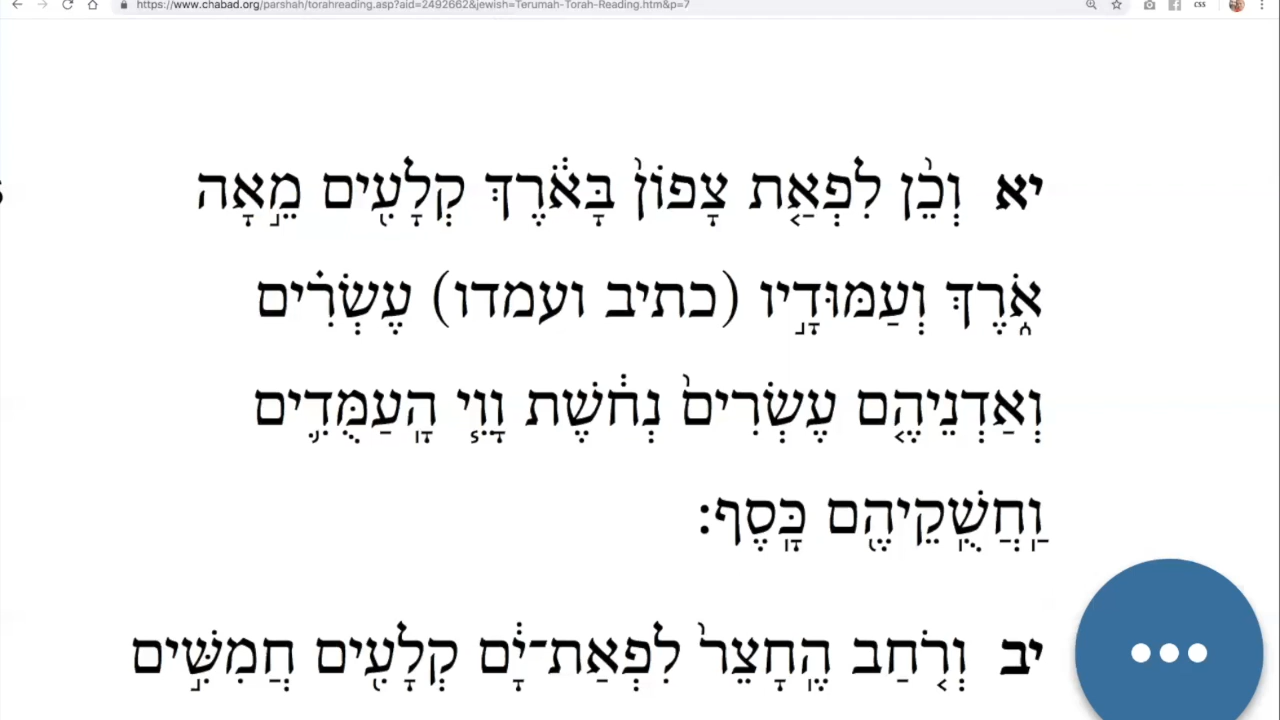 https://www.chabad.org/parshah/torahreading.asp?aid=2492662&jewish=Terumah-Torah-Reading.htm&p=7
יא וְכֵ֨ן לִפְאַ֤ת צָפוֹן֙ בָּאֹ֔רֶךְ קְלָעִ֖ים מֵ֣אָה
אֹ֑רֶךְ וְעַמּוּדָ֣יו (כתיב ועמדו) עֶשְׂרִ֗ים
וְאַדְנֵיהֶ֤ם עֶשְׂרִים֙ נְחֹ֔שֶׁת וָוֵ֧י הָֽעַמֻּדִ֛ים
וַֽחֲשֻֽׁקֵיהֶ֖ם כָּֽסֶף:
יב וְרֹ֤חַב הֶֽחָצֵר֙ לִפְאַת־יָ֔ם קְלָעִ֖ים חֲמִשִּׁ֣ים